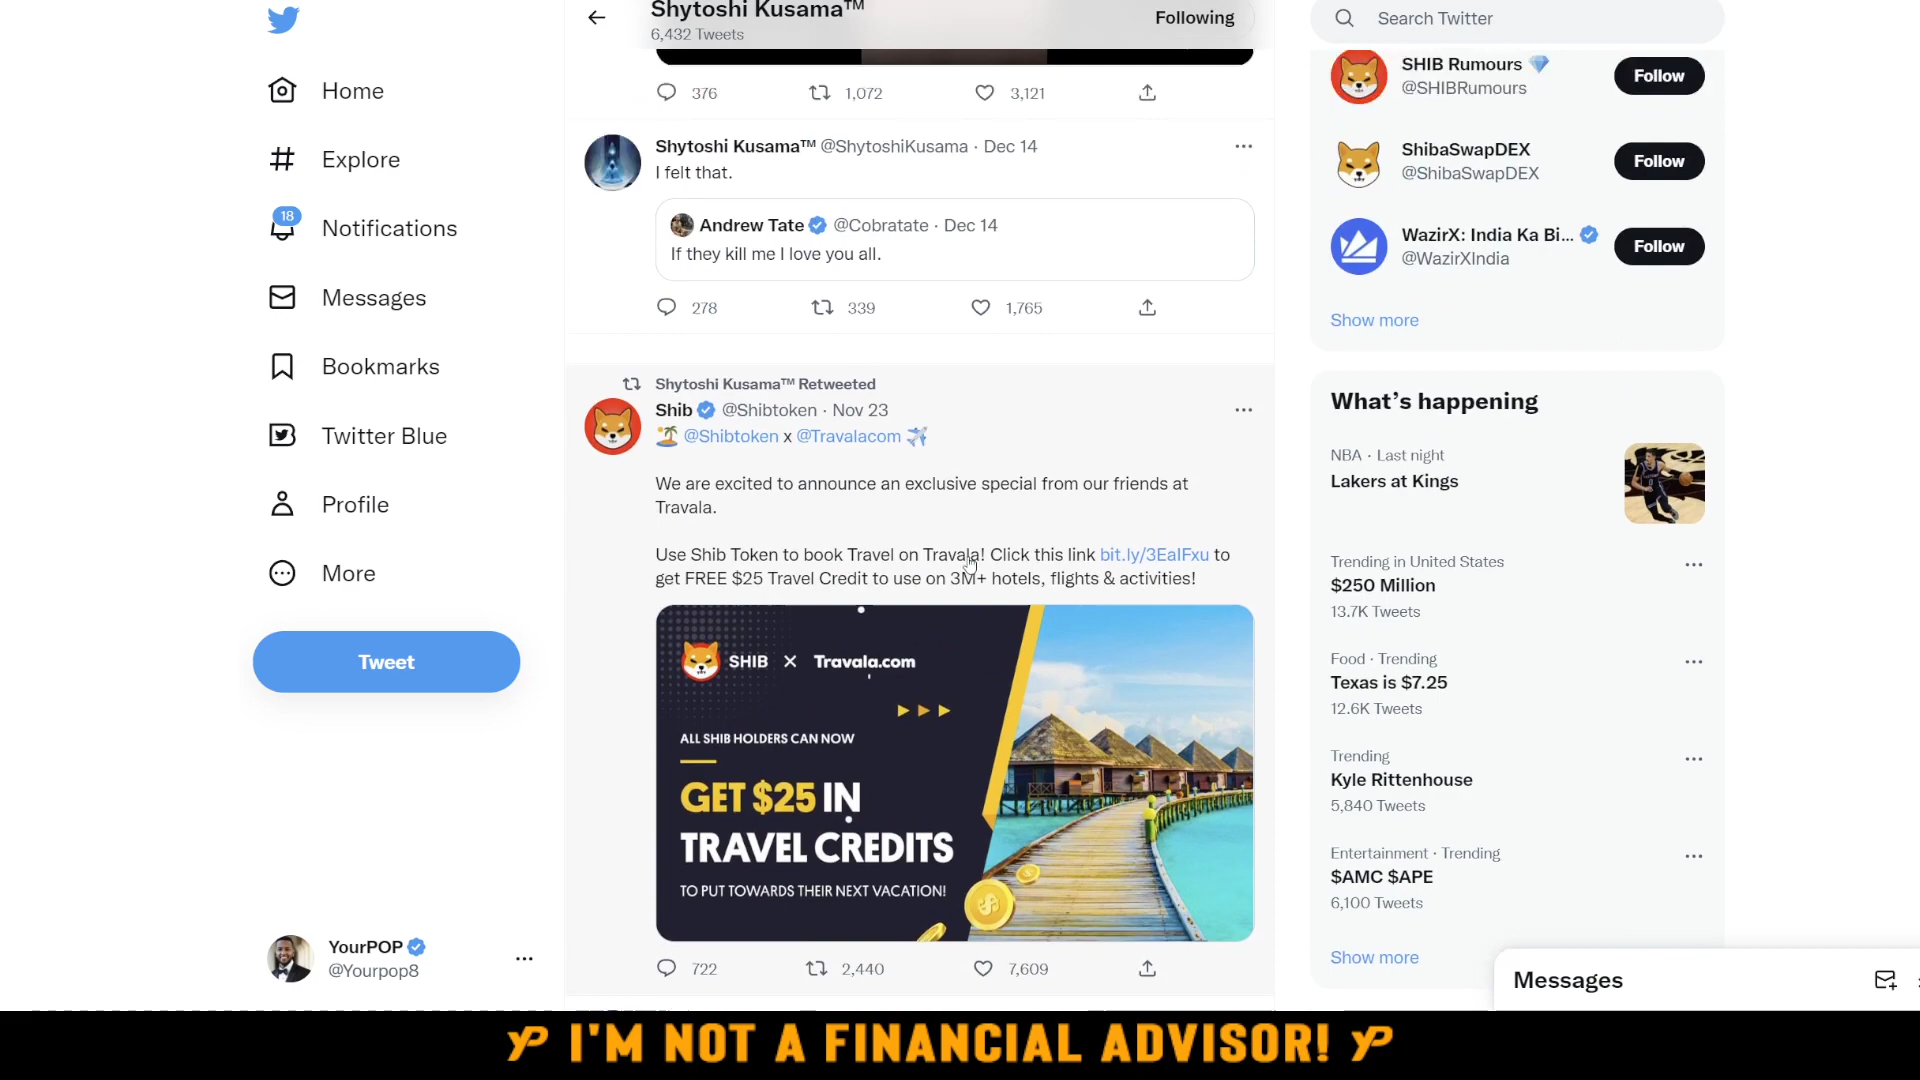 Shytoshi Kusama™
6,432 Tweets
Following
Search Twitter
Home
Explore
18
Notifications
Messages
Bookmarks
Twitter Blue
Profile
More
Tweet
YourPOP
@Yourpop8
376 1,072 3,121
Shytoshi Kusama™ @ShytoshiKusama · Dec 14
I felt that.
Andrew Tate @Cobratate · Dec 14
If they kill me I love you all.
278 339 1,765
Shytoshi Kusama™ Retweeted
Shib @Shibtoken · Nov 23
@Shibtoken x @Travalacom
We are excited to announce an exclusive special from our friends at
Travala.
Use Shib Token to book Travel on Travala! Click this link bit.ly/3EaIFxu to
get FREE $25 Travel Credit to use on 3M+ hotels, flights & activities!
SHIB X Travala.com
ALL SHIB HOLDERS CAN NOW
GET $25 IN
TRAVEL CREDITS
TO PUT TOWARDS THEIR NEXT VACATION!
722 2,440 7,609
SHIB Rumours
@SHIBRumours
Follow
ShibaSwapDEX
@ShibaSwapDEX
Follow
WazirX: India Ka Bi...
@WazirXIndia
Follow
Show more
What's happening
NBA · Last night
Lakers at Kings
Trending in United States
$250 Million
13.7K Tweets
Food · Trending
Texas is $7.25
12.6K Tweets
Trending
Kyle Rittenhouse
5,840 Tweets
Entertainment · Trending
$AMC $APE
6,100 Tweets
Show more
Messages
YP I'M NOT A FINANCIAL ADVISOR! YP